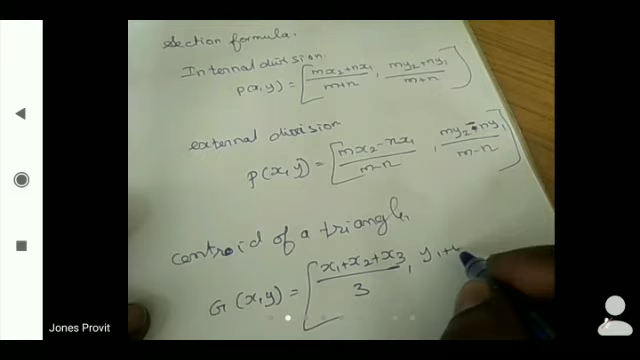 Section formula.
Internal division.
P(x,y) = [ mx₂+nx₁ / m+n , my₂+ny₁ / m+n ]
external division
P(x,y) = [ mx₂-nx₁ / m-n , my₂-ny₁ / m-n ]
centroid of a triangle,
G(x,y) = [ x₁+x₂+x₃ / 3 , y₁+
Jones Provit